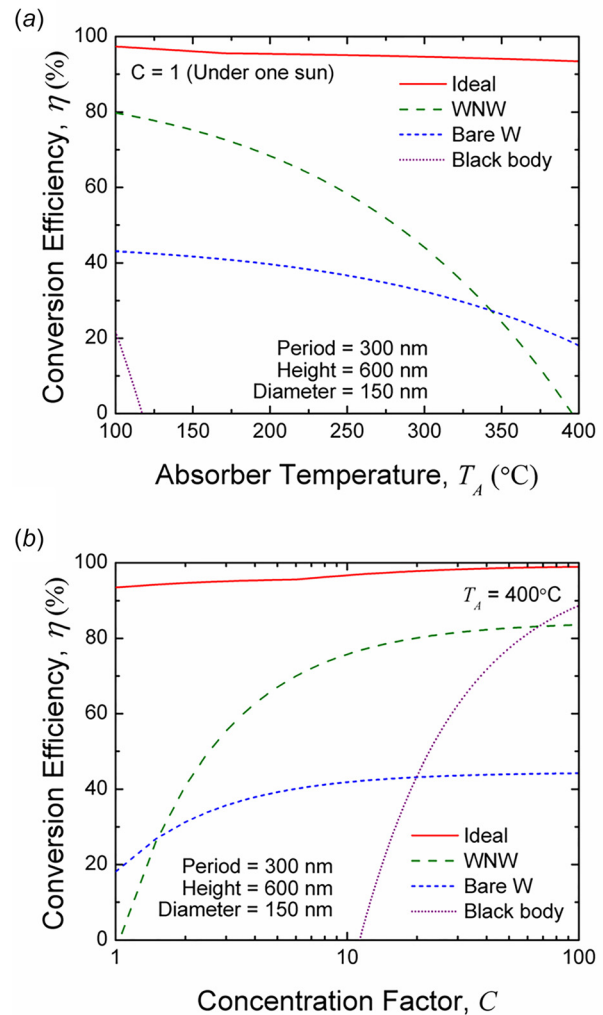 (a)
Conversion Efficiency, η (%)
100
80
60
40
20
0
C = 1 (Under one sun)
Ideal
WNW
Bare W
Black body
Period = 300 nm
Height = 600 nm
Diameter = 150 nm
100 150 200 250 300 350 400
Absorber Temperature, T_A (°C)
(b)
Conversion Efficiency, η (%)
100
80
60
40
20
0
T_A = 400°C
Ideal
WNW
Bare W
Black body
Period = 300 nm
Height = 600 nm
Diameter = 150 nm
1 10 100
Concentration Factor, C